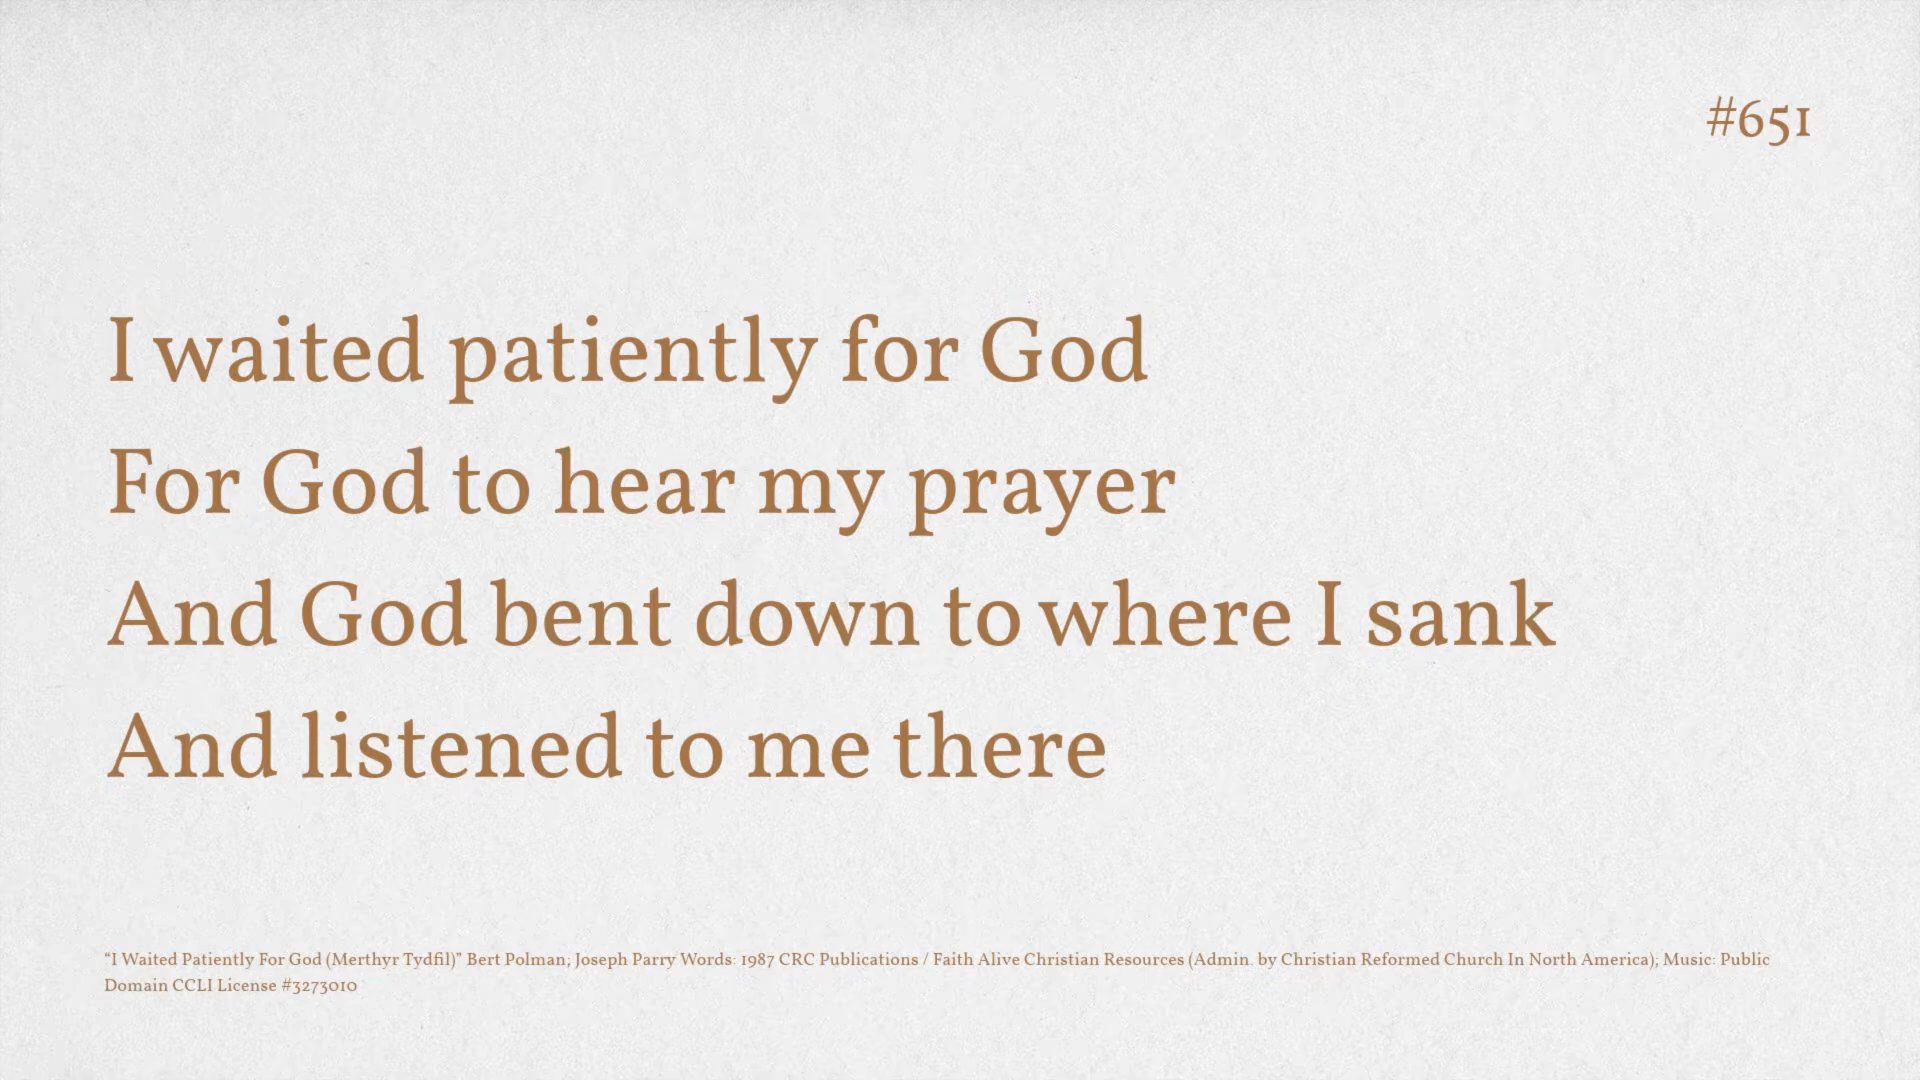 #651
I waited patiently for God
For God to hear my prayer
And God bent down to where I sank
And listened to me there
“I Waited Patiently For God (Merthyr Tydfil)” Bert Polman; Joseph Parry Words: 1987 CRC Publications / Faith Alive Christian Resources (Admin. by Christian Reformed Church In North America); Music: Public
Domain CCLI License #3273010